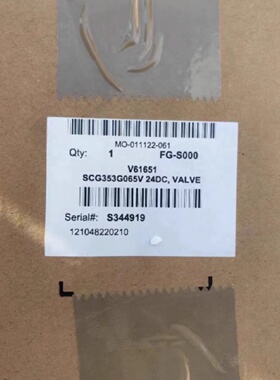 MO-011122-061
Qty: 1 FG-S000
V61651
SCG353G065V 24DC, VALVE
Serial#: S344919
121048220210